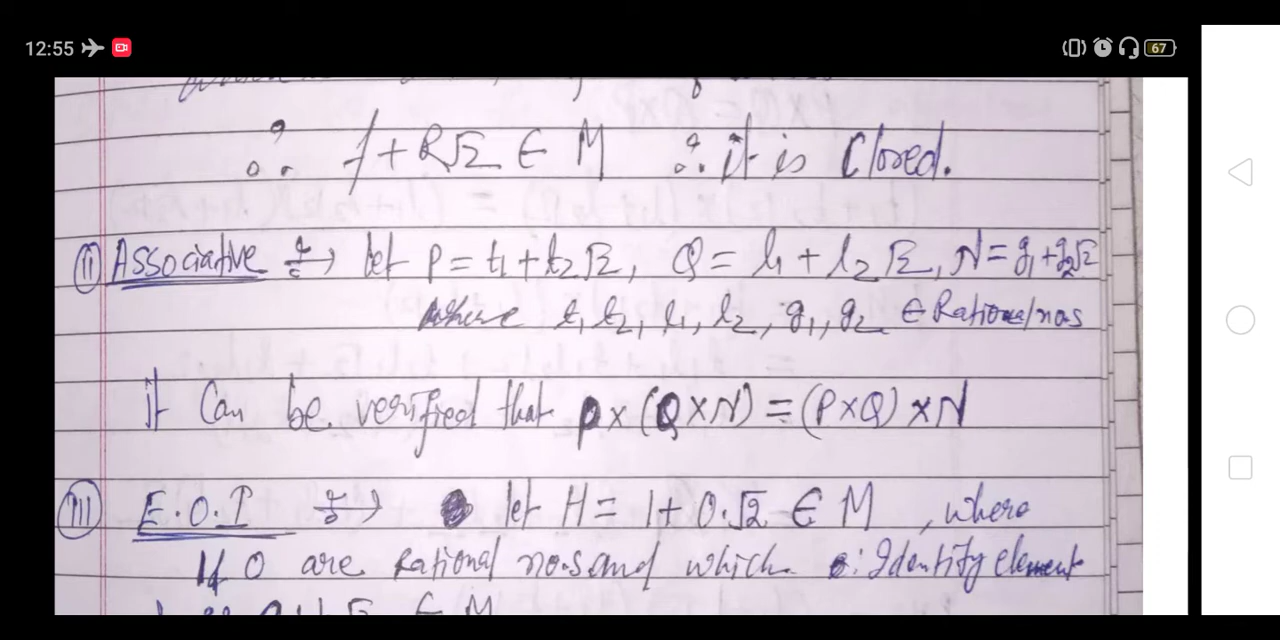 12:55
67
∴ f + R√2 ∈ M ∴ it is Closed.
(ii) Associative :→ let P = t₁ + t₂√2, Q = l₁ + l₂√2, N = g₁ + g₂√2
where t₁, t₂, l₁, l₂, g₁, g₂ ∈ Rational nos
it Can be verified that P × (Q × N) = (P × Q) × N
(iii) E.O.I :→ let H = 1 + 0.√2 ∈ M, where
1 & 0 are Rational nos and which Identity element
∈ M